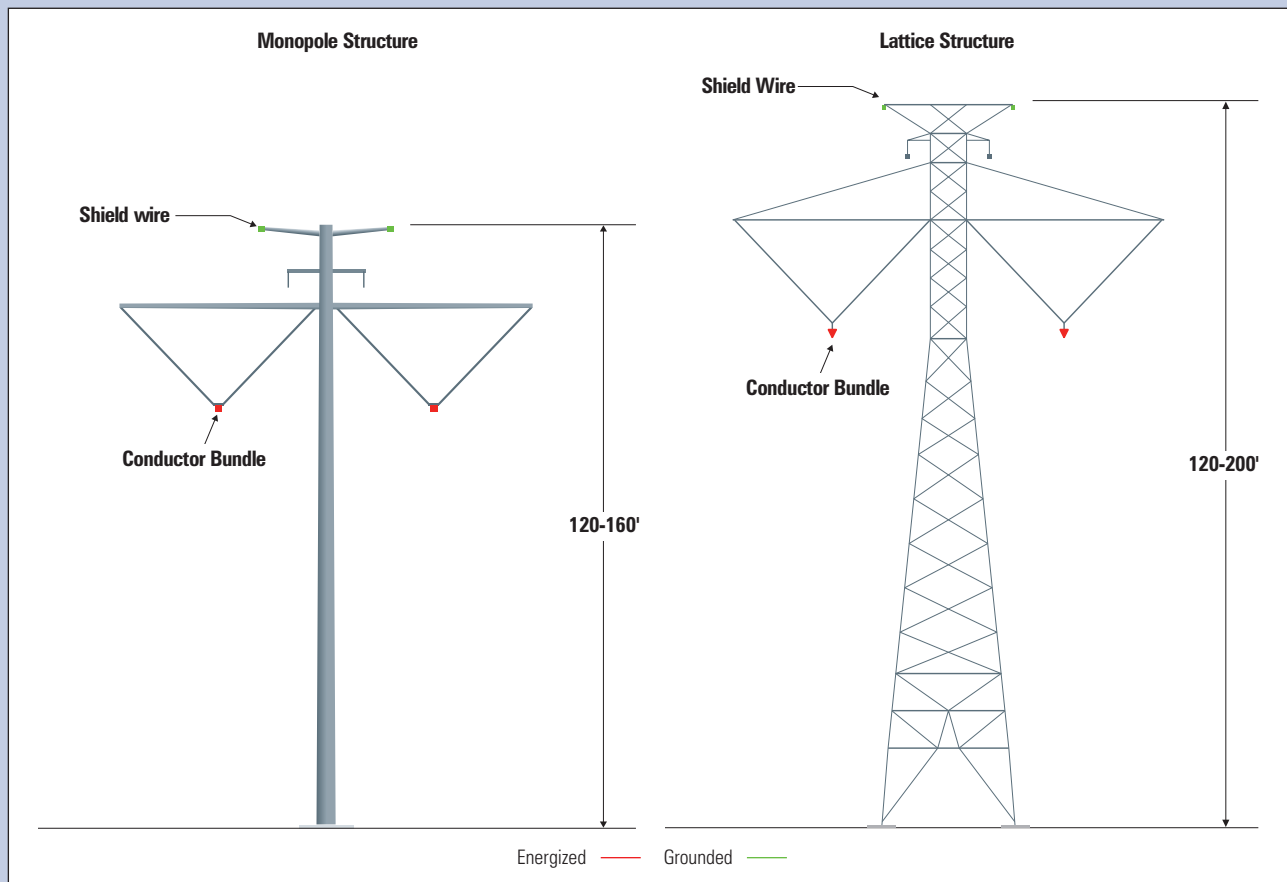 Monopole Structure
Lattice Structure
Shield Wire
Shield wire
Conductor Bundle
Conductor Bundle
120-200'
120-160'
Energized
Grounded